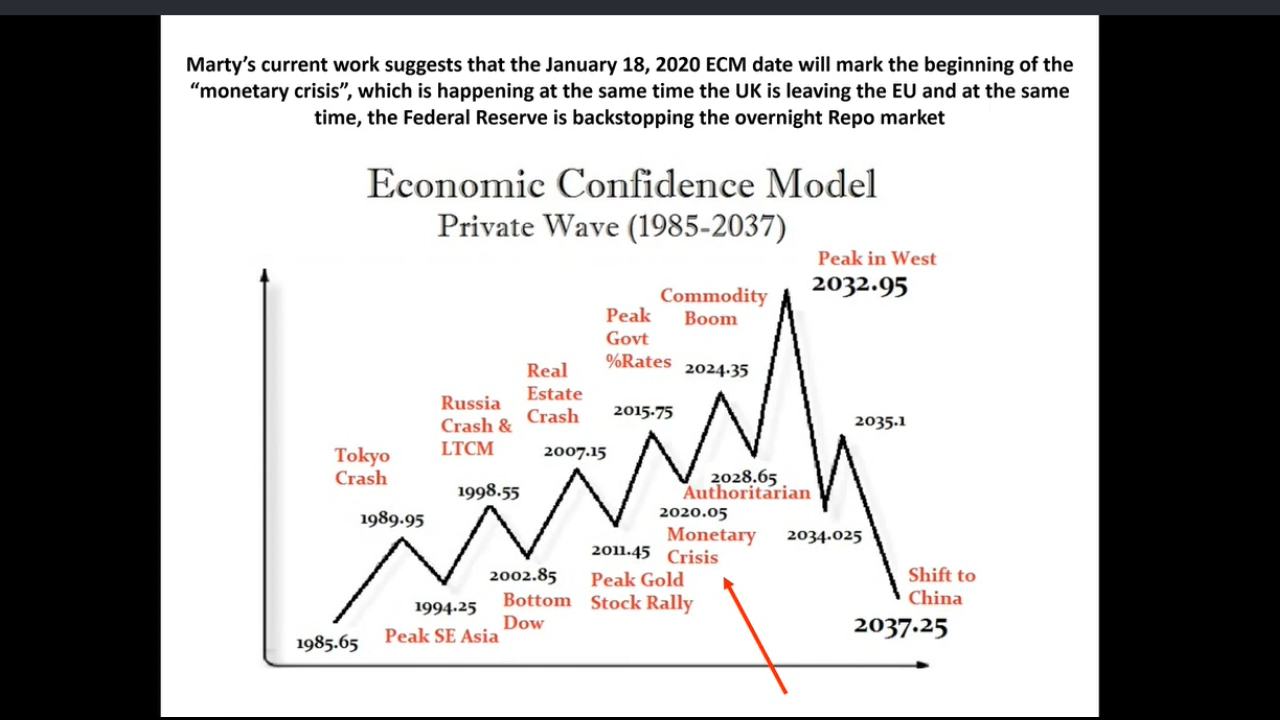 Marty's current work suggests that the January 18, 2020 ECM date will mark the beginning of the
“monetary crisis”, which is happening at the same time the UK is leaving the EU and at the same
time, the Federal Reserve is backstopping the overnight Repo market
Economic Confidence Model
Private Wave (1985-2037)
Peak in West
2032.95
Commodity
Boom
Peak
Govt
%Rates
2024.35
Real
Estate
Crash
2015.75
Russia
Crash &
LTCM
2007.15
2035.1
Tokyo
Crash
1998.55
1989.95
2028.65
Authoritarian
2020.05
Monetary
Crisis
2034.025
2011.45
Peak Gold
Stock Rally
2002.85
Bottom
Dow
1994.25
Peak SE Asia
1985.65
Shift to
China
2037.25